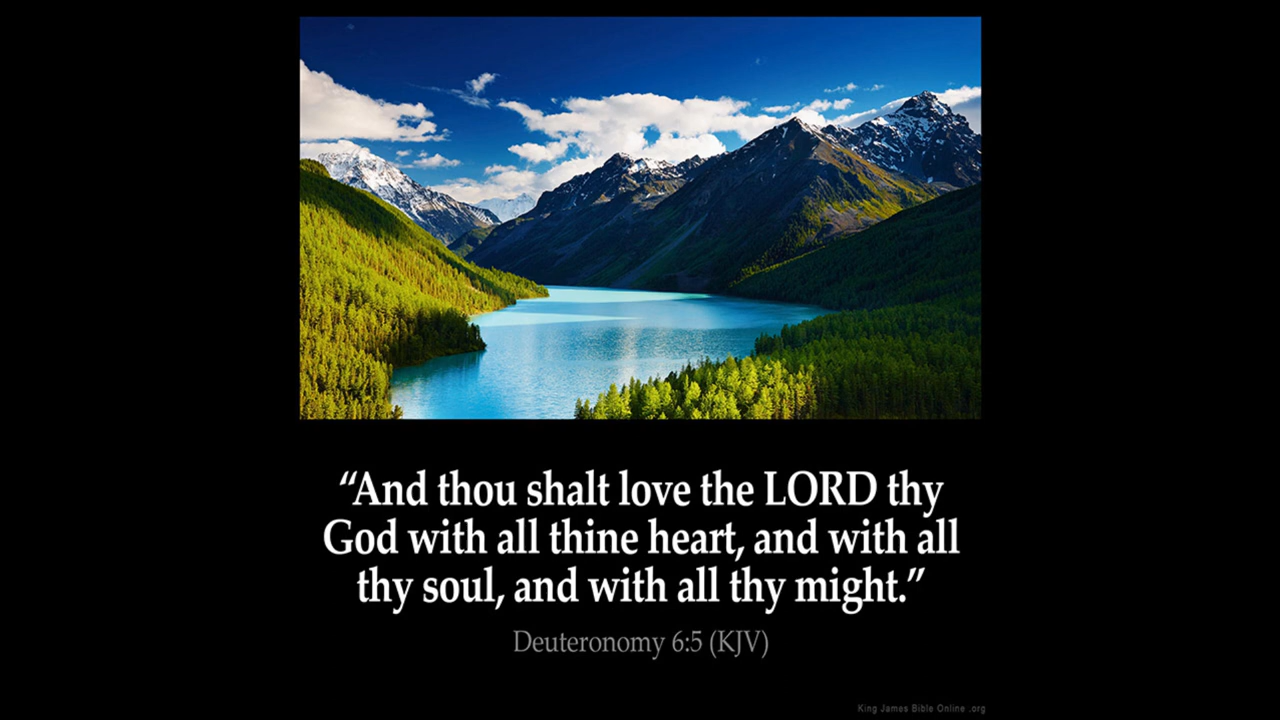 “And thou shalt love the LORD thy
God with all thine heart, and with all
thy soul, and with all thy might.”
Deuteronomy 6:5 (KJV)
King James Bible Online .org